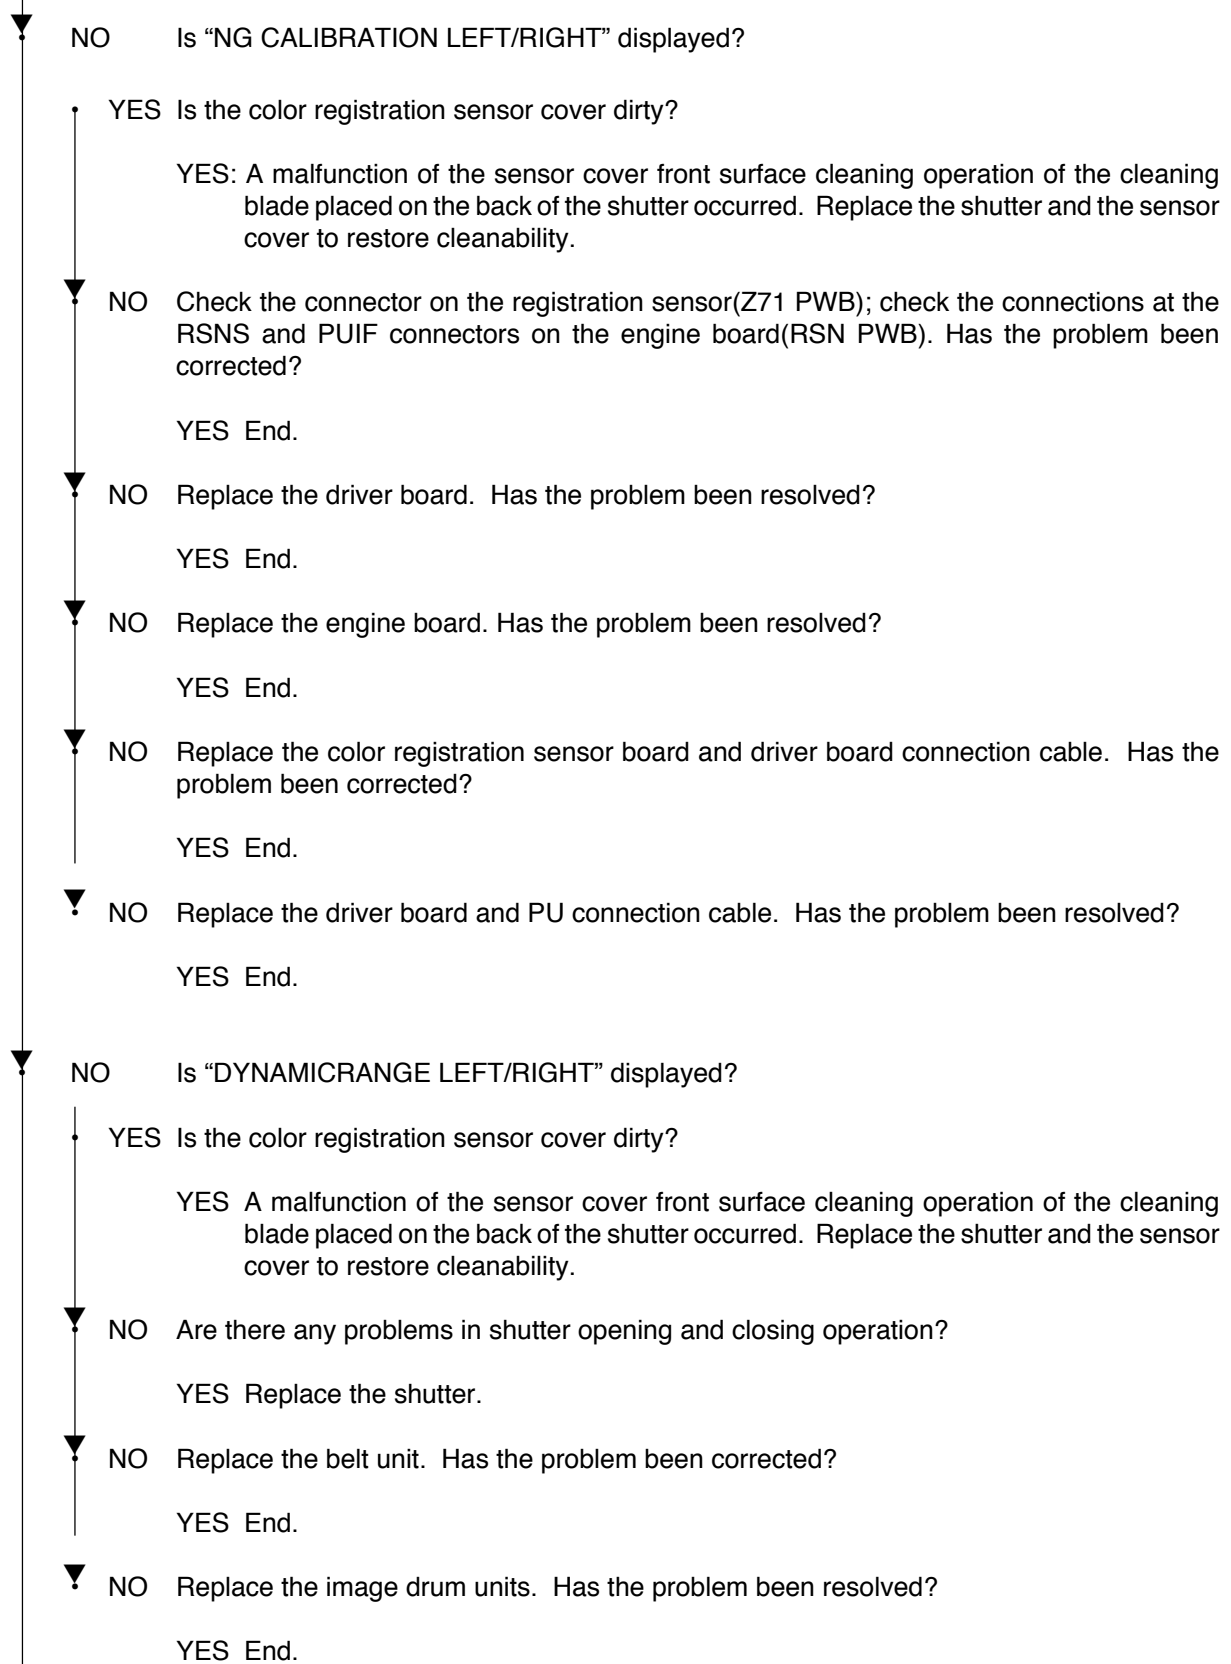 NO Is “NG CALIBRATION LEFT/RIGHT” displayed?
YES Is the color registration sensor cover dirty?
YES: A malfunction of the sensor cover front surface cleaning operation of the cleaning
blade placed on the back of the shutter occurred. Replace the shutter and the sensor
cover to restore cleanability.
NO Check the connector on the registration sensor(Z71 PWB); check the connections at the
RSNS and PUIF connectors on the engine board(RSN PWB). Has the problem been
corrected?
YES End.
NO Replace the driver board. Has the problem been resolved?
YES End.
NO Replace the engine board. Has the problem been resolved?
YES End.
NO Replace the color registration sensor board and driver board connection cable. Has the
problem been corrected?
YES End.
NO Replace the driver board and PU connection cable. Has the problem been resolved?
YES End.
NO Is “DYNAMICRANGE LEFT/RIGHT” displayed?
YES Is the color registration sensor cover dirty?
YES A malfunction of the sensor cover front surface cleaning operation of the cleaning
blade placed on the back of the shutter occurred. Replace the shutter and the sensor
cover to restore cleanability.
NO Are there any problems in shutter opening and closing operation?
YES Replace the shutter.
NO Replace the belt unit. Has the problem been corrected?
YES End.
NO Replace the image drum units. Has the problem been resolved?
YES End.